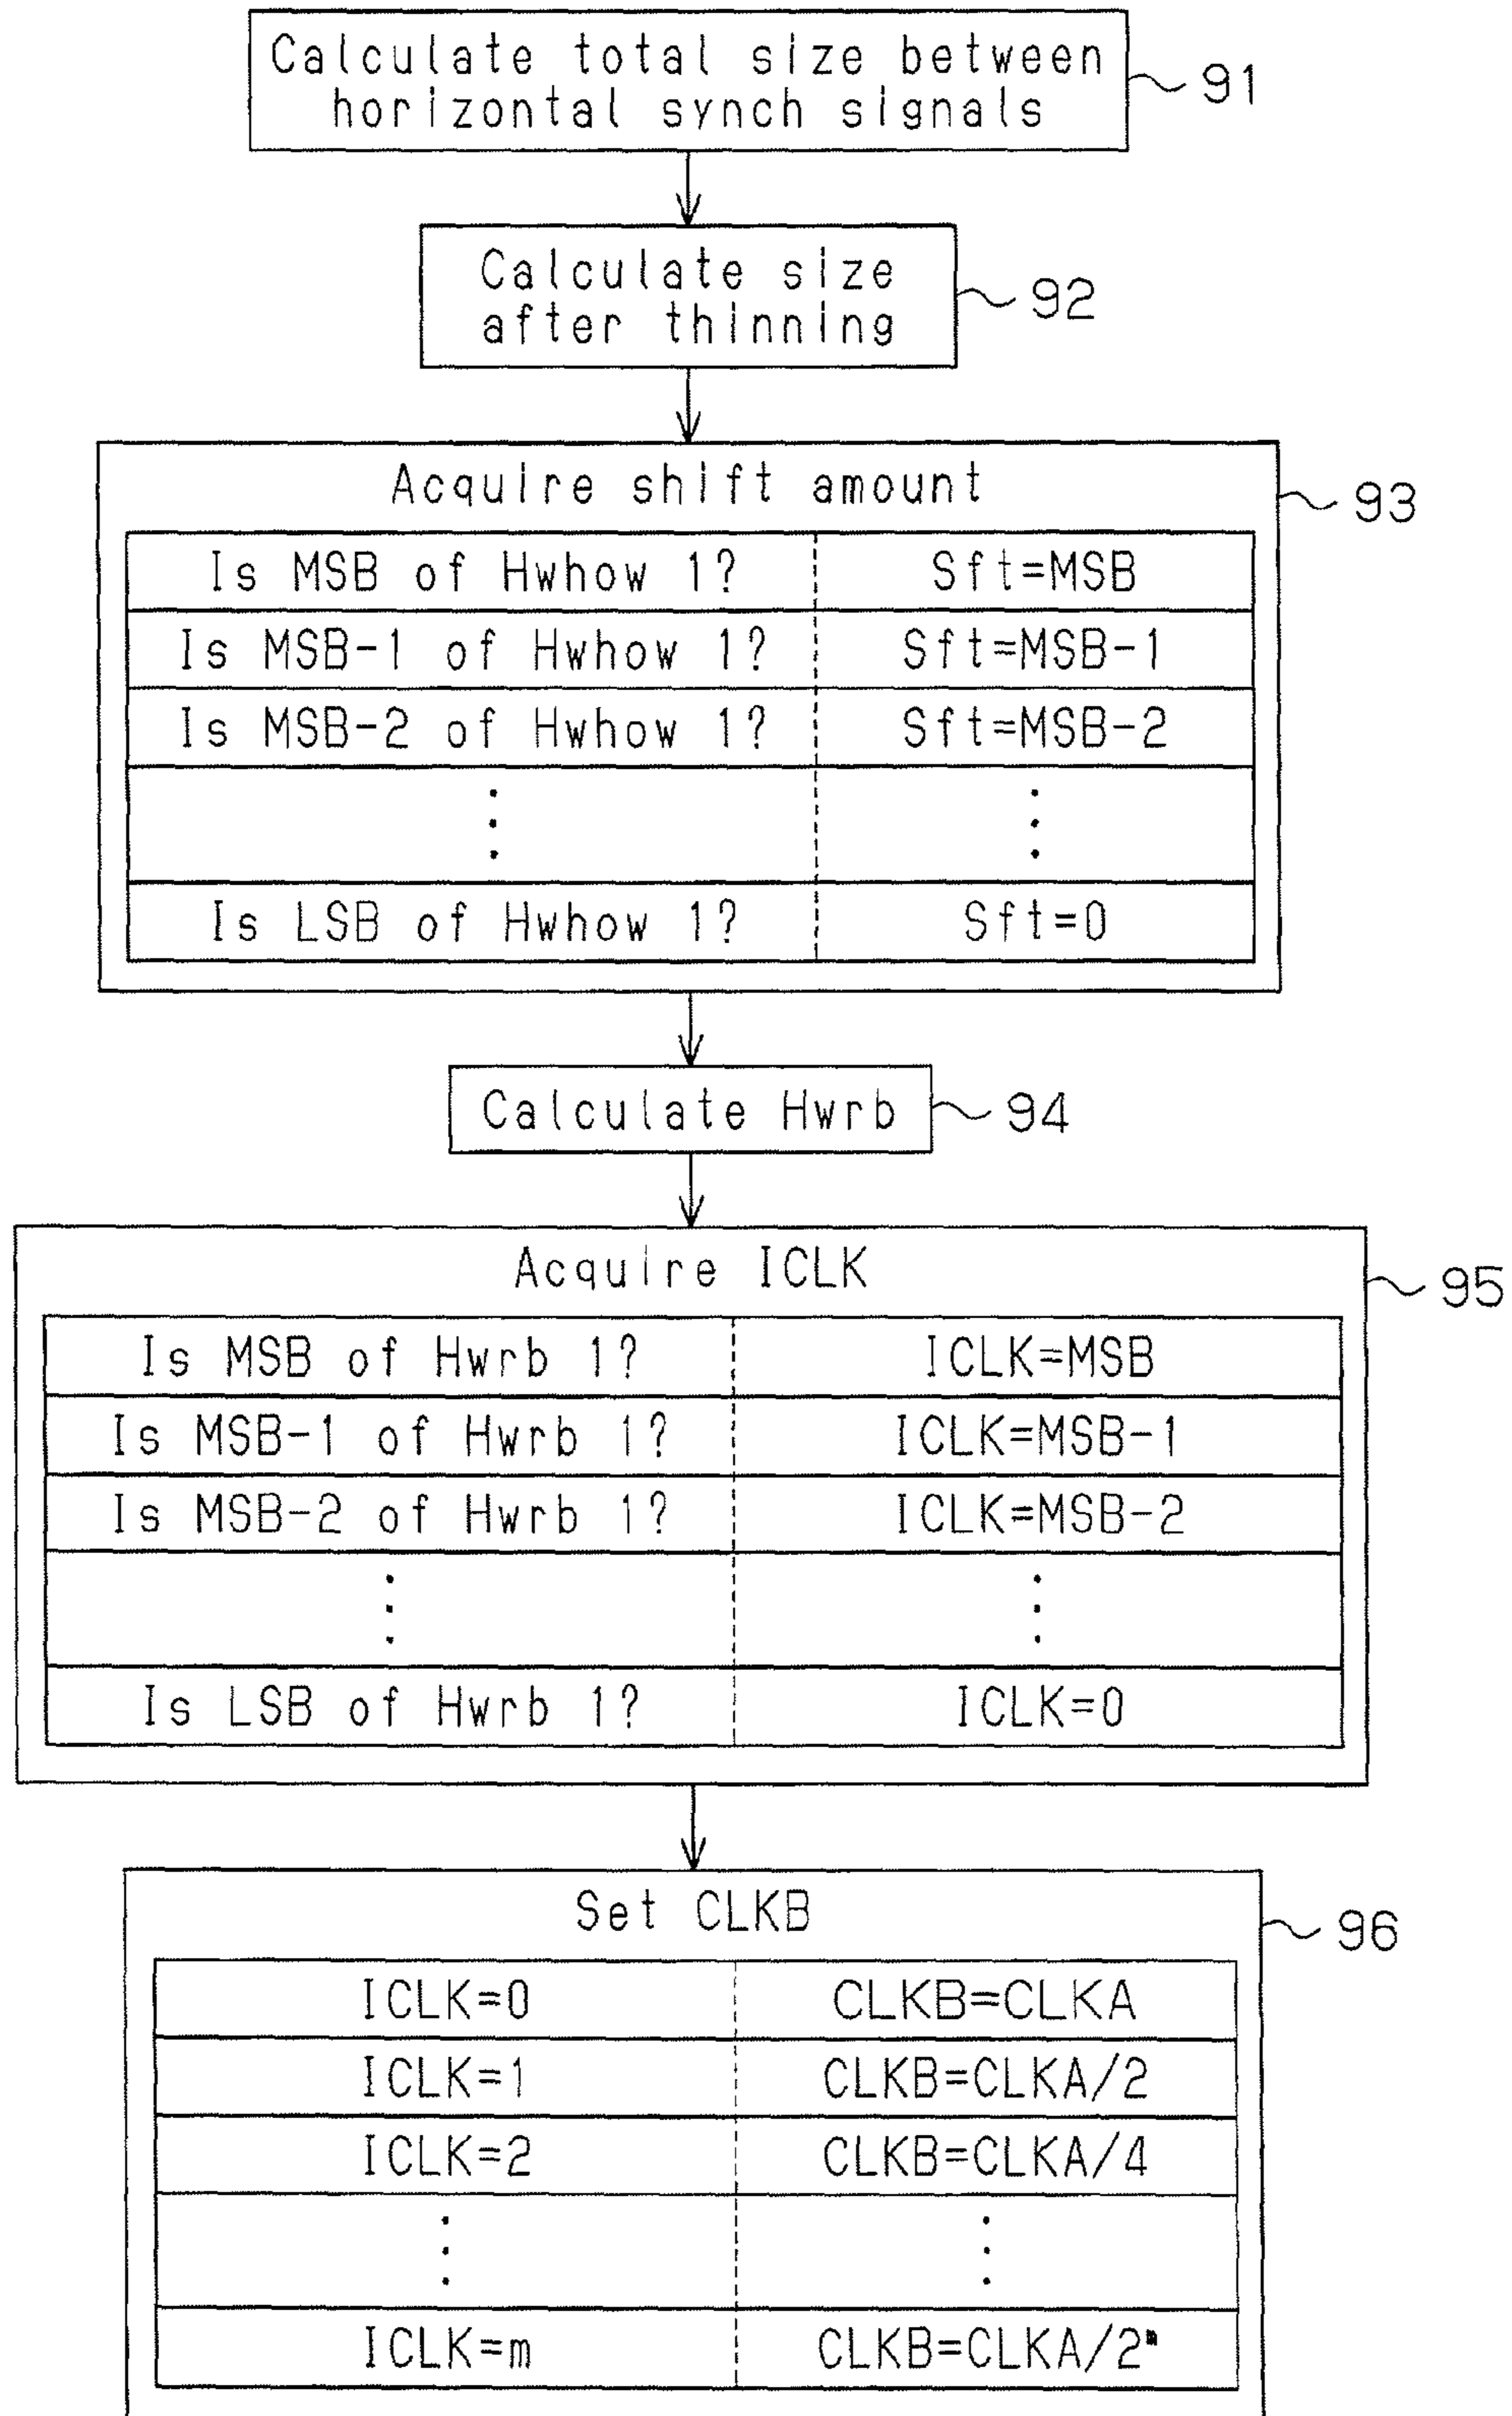 Calculate total size between
horizontal synch signals
91
Calculate size
after thinning
92
Acquire shift amount
93
Is MSB of Hwhow 1? Sft=MSB
Is MSB-1 of Hwhow 1? Sft=MSB-1
Is MSB-2 of Hwhow 1? Sft=MSB-2
Is LSB of Hwhow 1? Sft=0
Calculate Hwrb
94
Acquire ICLK
95
Is MSB of Hwrb 1? ICLK=MSB
Is MSB-1 of Hwrb 1? ICLK=MSB-1
Is MSB-2 of Hwrb 1? ICLK=MSB-2
Is LSB of Hwrb 1? ICLK=0
Set CLKB
96
ICLK=0 CLKB=CLKA
ICLK=1 CLKB=CLKA/2
ICLK=2 CLKB=CLKA/4
ICLK=m CLKB=CLKA/2ᵐ